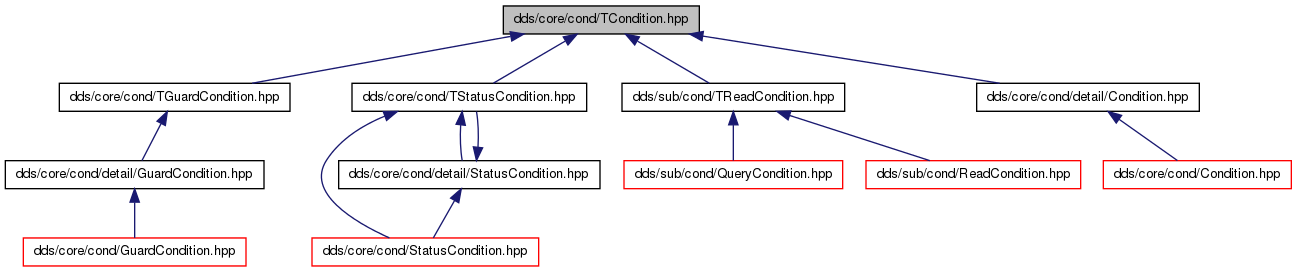 dds/core/cond/TCondition.hpp
dds/core/cond/TGuardCondition.hpp
dds/core/cond/TStatusCondition.hpp
dds/sub/cond/TReadCondition.hpp
dds/core/cond/detail/Condition.hpp
dds/core/cond/detail/GuardCondition.hpp
dds/core/cond/detail/StatusCondition.hpp
dds/sub/cond/QueryCondition.hpp
dds/sub/cond/ReadCondition.hpp
dds/core/cond/Condition.hpp
dds/core/cond/GuardCondition.hpp
dds/core/cond/StatusCondition.hpp